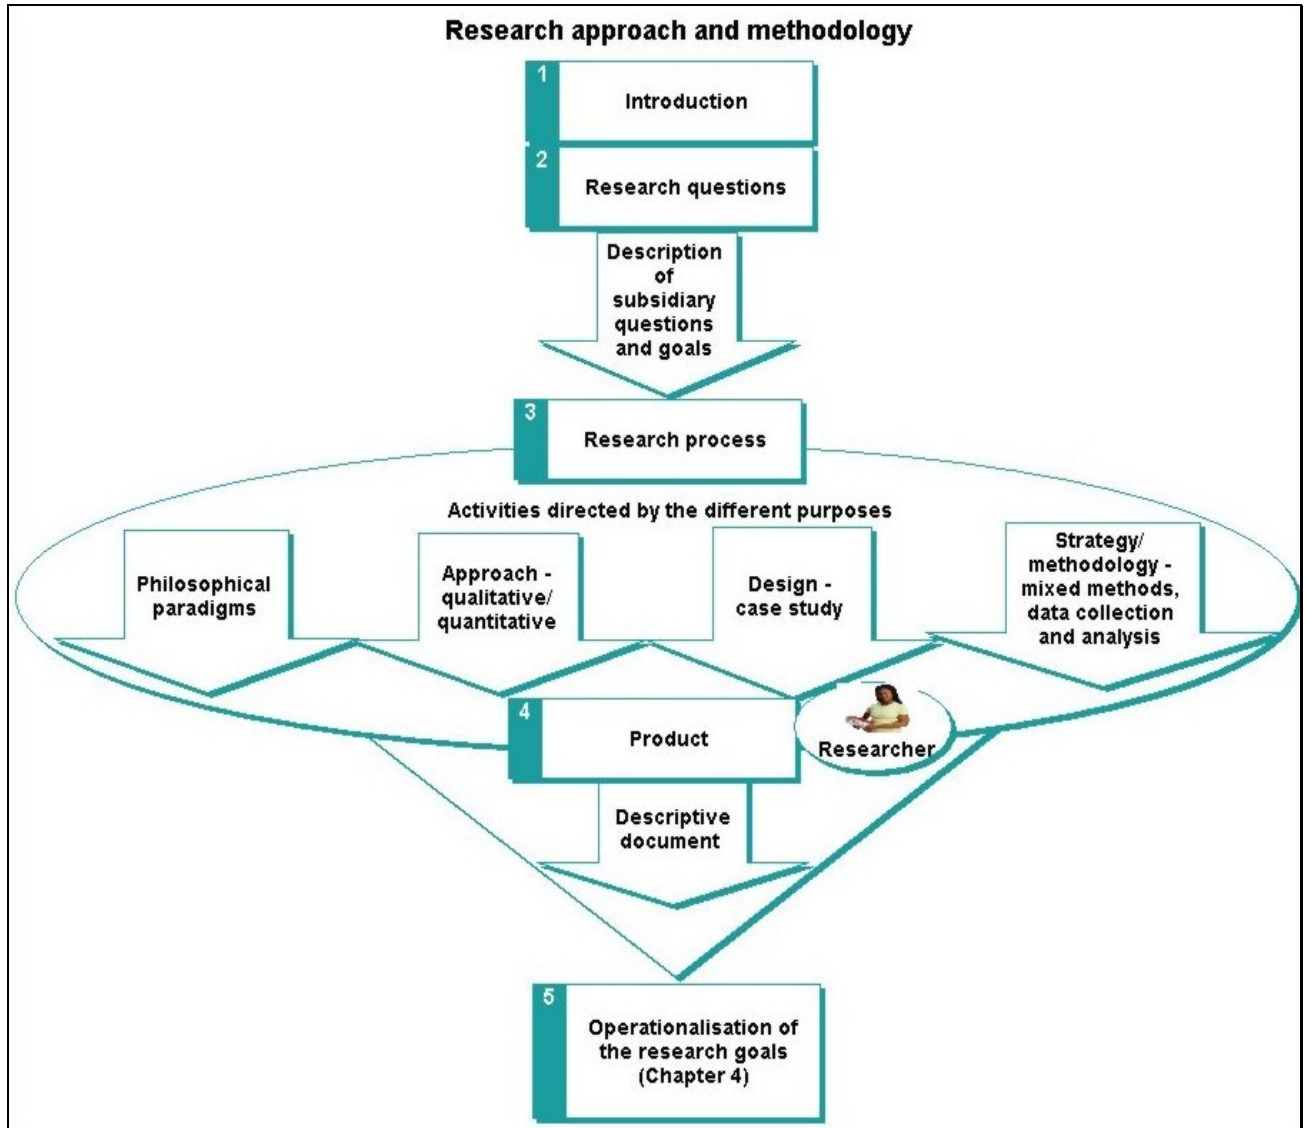 Research approach and methodology
1
Introduction
2
Research questions
Description
of
subsidiary
questions
and goals
3
Research process
Activities directed by the different purposes
Philosophical
paradigms
Approach -
qualitative/
quantitative
Design -
case study
Strategy/
methodology -
mixed methods,
data collection
and analysis
4
Product
Researcher
Descriptive
document
5
Operationalisation of
the research goals
(Chapter 4)